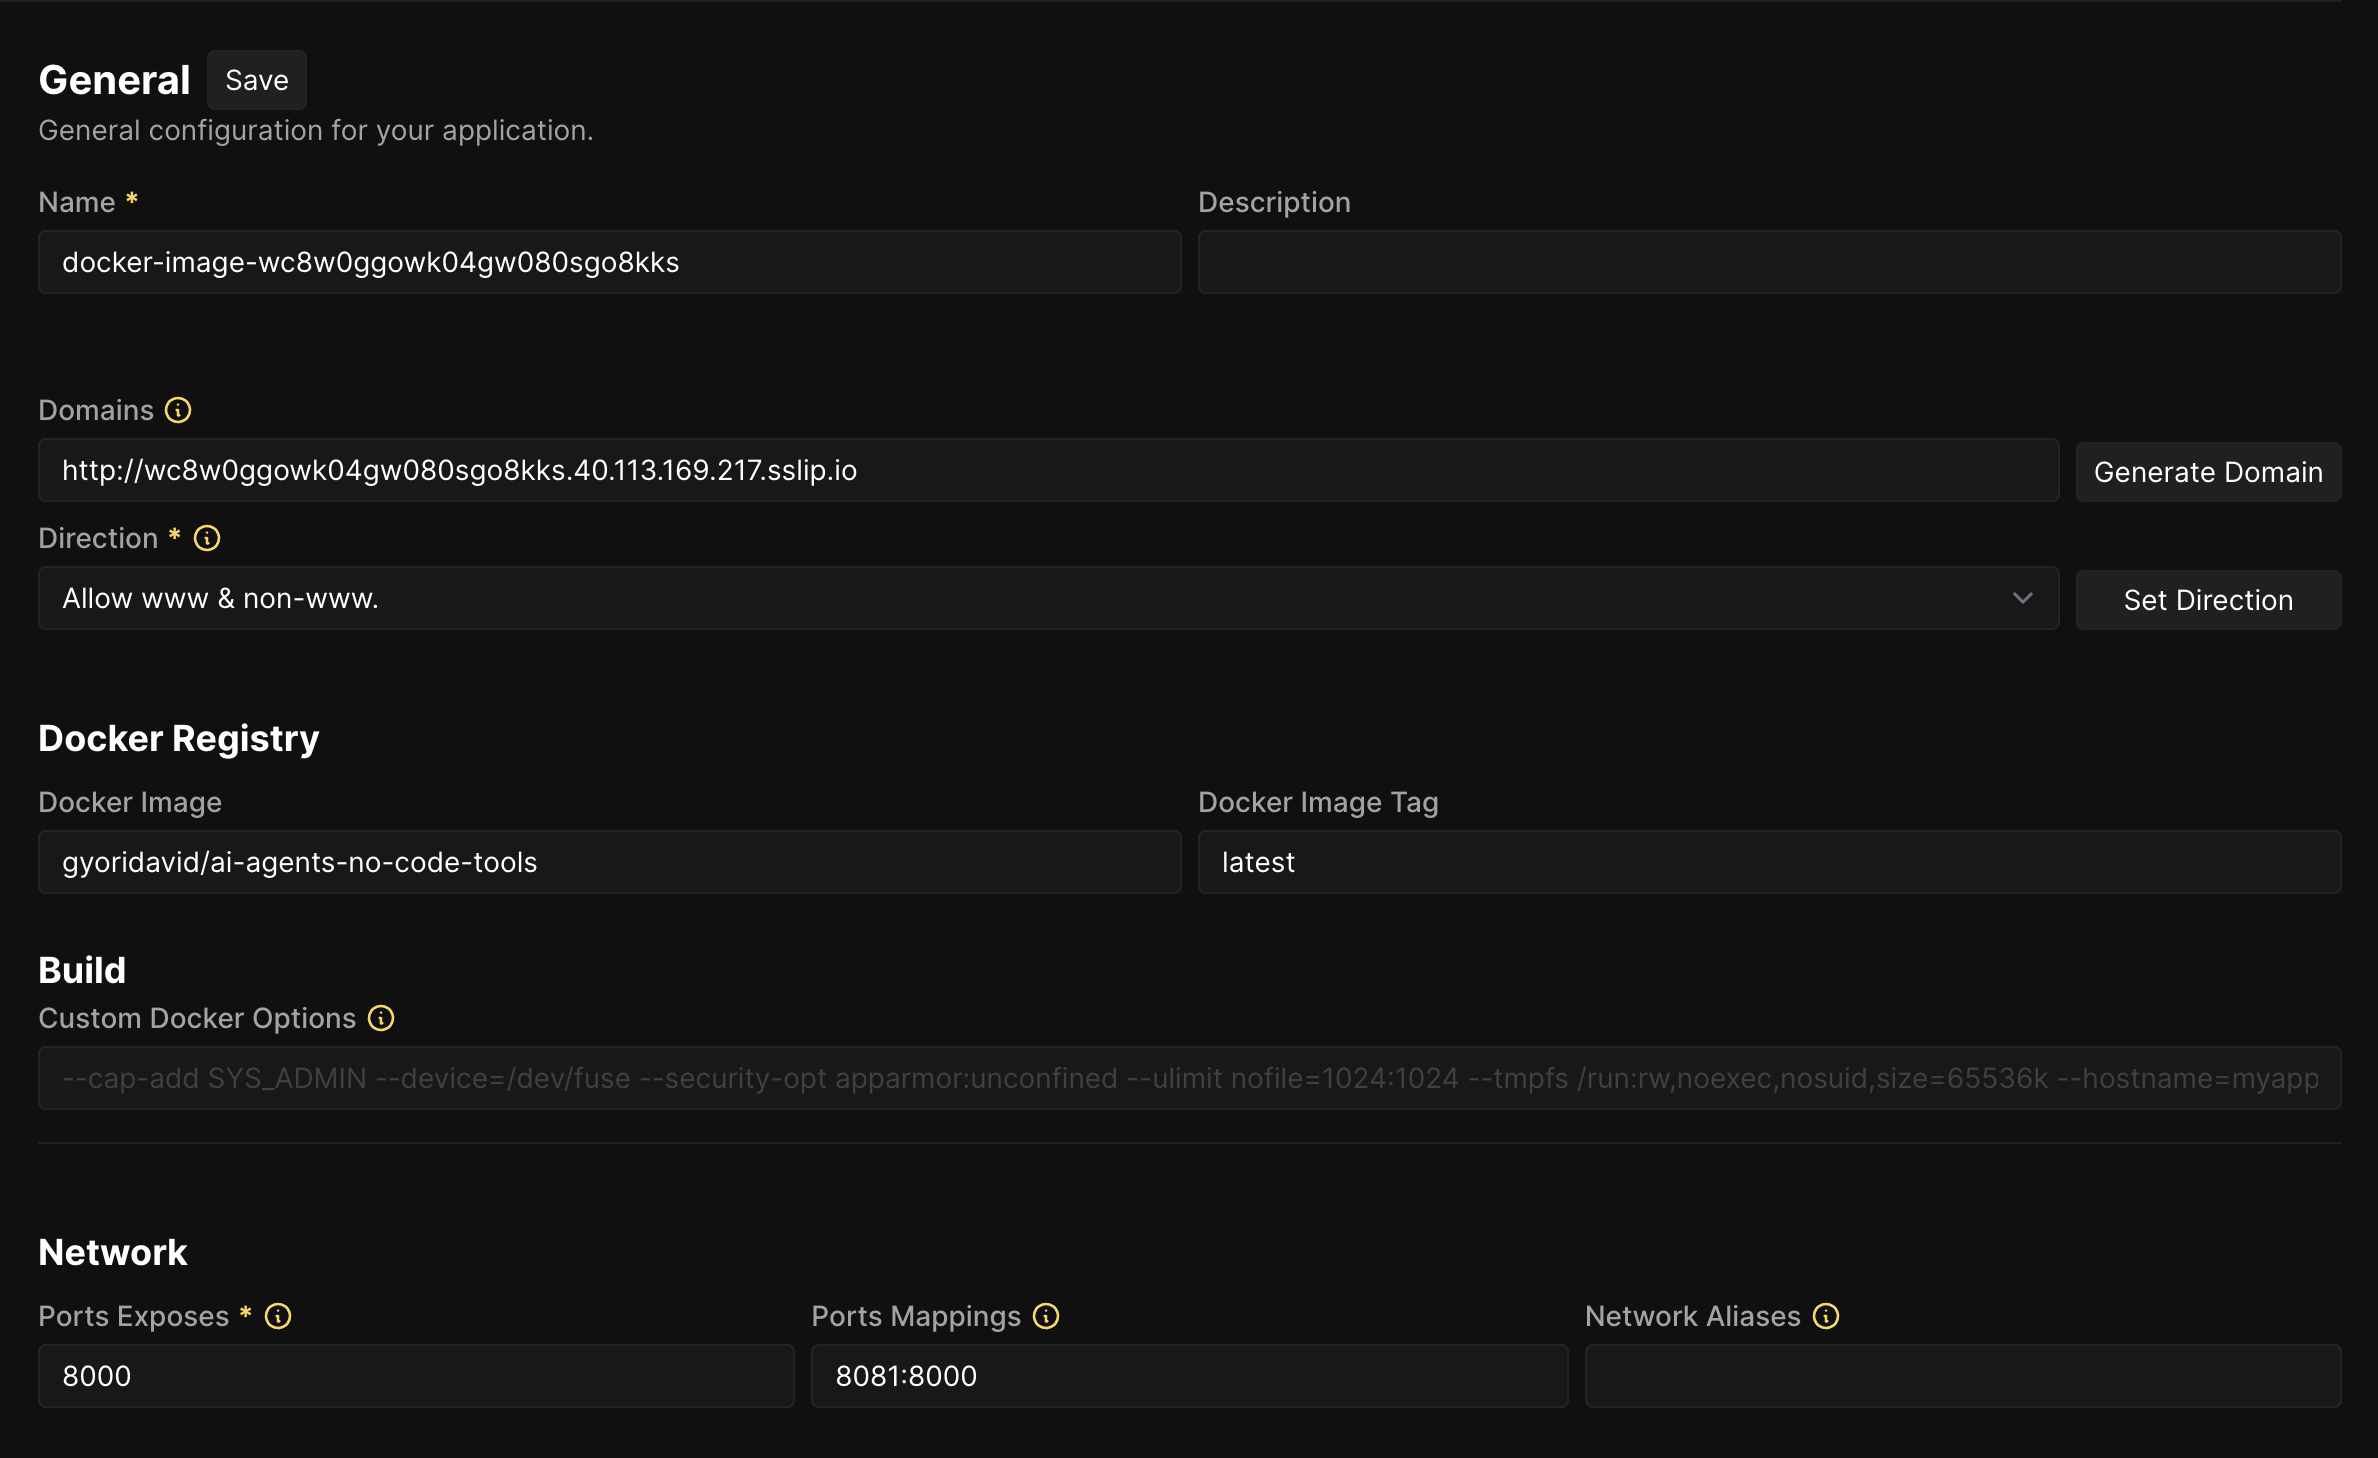 General Save
General configuration for your application.
Name * Description
docker-image-wc8w0ggowk04gw080sgo8kks
Domains
http://wc8w0ggowk04gw080sgo8kks.40.113.169.217.sslip.io Generate Domain
Direction *
Allow www & non-www. Set Direction
Docker Registry
Docker Image Docker Image Tag
gyoridavid/ai-agents-no-code-tools latest
Build
Custom Docker Options
--cap-add SYS_ADMIN --device=/dev/fuse --security-opt apparmor:unconfined --ulimit nofile=1024:1024 --tmpfs /run:rw,noexec,nosuid,size=65536k --hostname=myapp
Network
Ports Exposes * Ports Mappings Network Aliases
8000 8081:8000